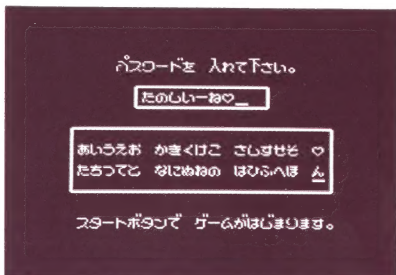 パスワードを 入れて下さい。
たのしいーね♡_
あいうえお かきくけこ さしすせそ ♡
たちつてと なにぬねの はひふへほ ん
スタートボタンで ゲームがはじまります。